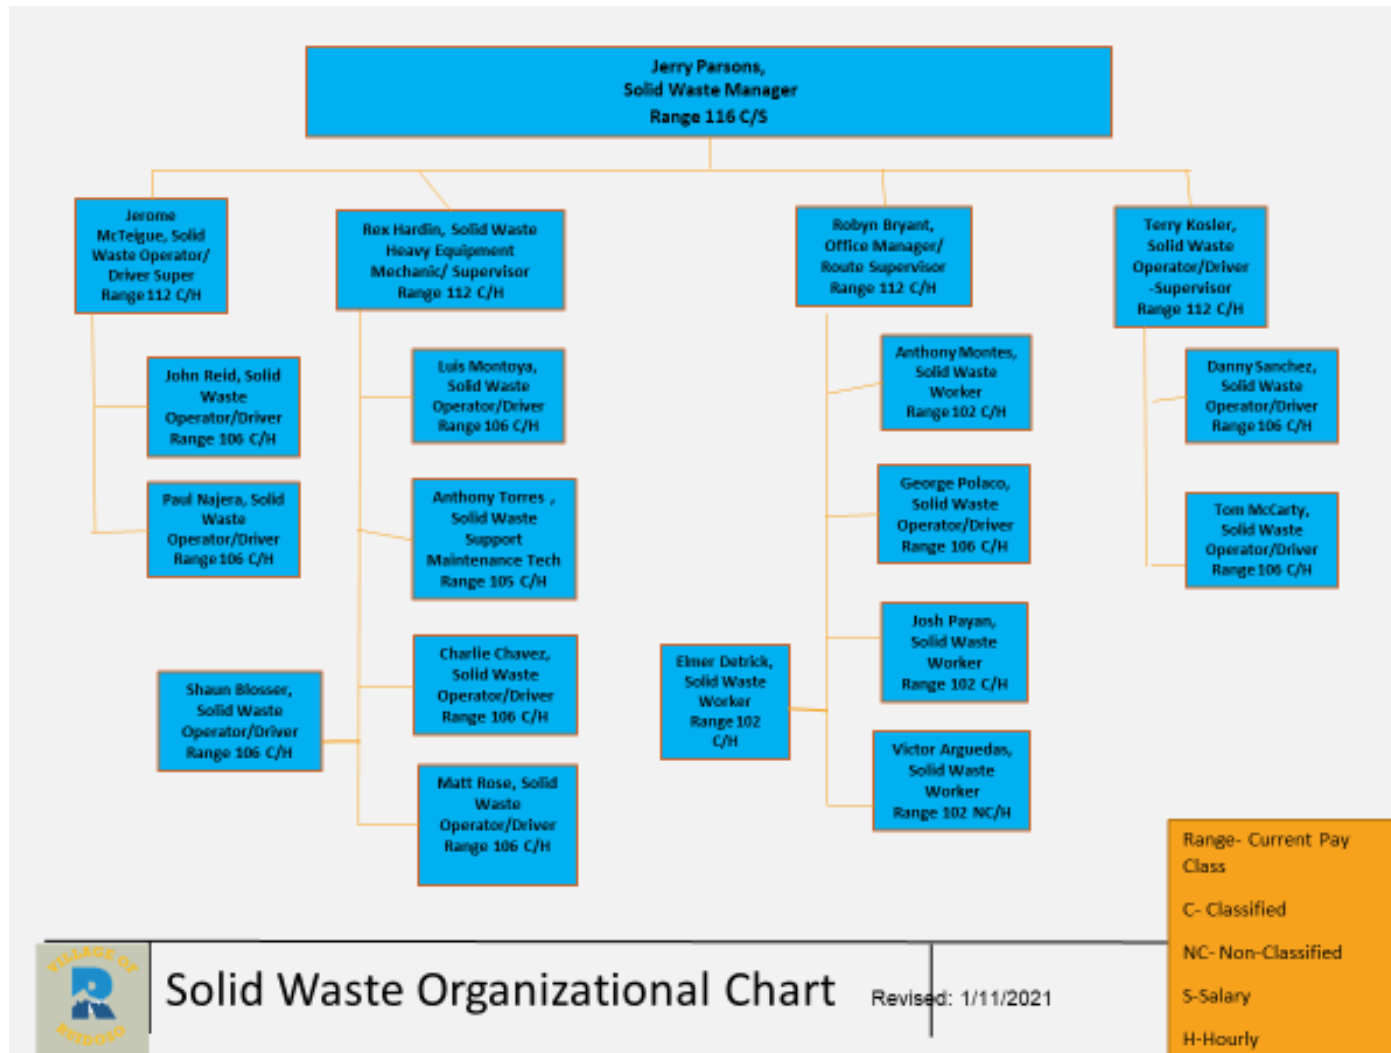 Jerry Parsons,
Solid Waste Manager
Range 116 C/S
Jerome
McTeigue, Solid
Waste Operator/
Driver Super
Range 112 C/H
Rex Hardin, Solid Waste
Heavy Equipment
Mechanic/ Supervisor
Range 112 C/H
Robyn Bryant,
Office Manager/
Route Supervisor
Range 112 C/H
Terry Kosler,
Solid Waste
Operator/Driver
-Supervisor
Range 112 C/H
John Reid, Solid
Waste
Operator/Driver
Range 106 C/H
Paul Najera, Solid
Waste
Operator/Driver
Range 106 C/H
Luis Montoya,
Solid Waste
Operator/Driver
Range 106 C/H
Anthony Torres ,
Solid Waste
Support
Maintenance Tech
Range 105 C/H
Charlie Chavez,
Solid Waste
Operator/Driver
Range 106 C/H
Shaun Blosser,
Solid Waste
Operator/Driver
Range 106 C/H
Matt Rose, Solid
Waste
Operator/Driver
Range 106 C/H
Anthony Montes,
Solid Waste
Worker
Range 102 C/H
George Polaco,
Solid Waste
Operator/Driver
Range 106 C/H
Josh Payan,
Solid Waste
Worker
Range 102 C/H
Elmer Detrick,
Solid Waste
Worker
Range 102
C/H
Victor Arguedas,
Solid Waste
Worker
Range 102 NC/H
Danny Sanchez,
Solid Waste
Operator/Driver
Range 106 C/H
Tom McCarty,
Solid Waste
Operator/Driver
Range 106 C/H
Range- Current Pay
Class
C- Classified
NC- Non-Classified
S-Salary
H-Hourly
VILLAGE OF
R
RUIDOSO
Solid Waste Organizational Chart
Revised: 1/11/2021